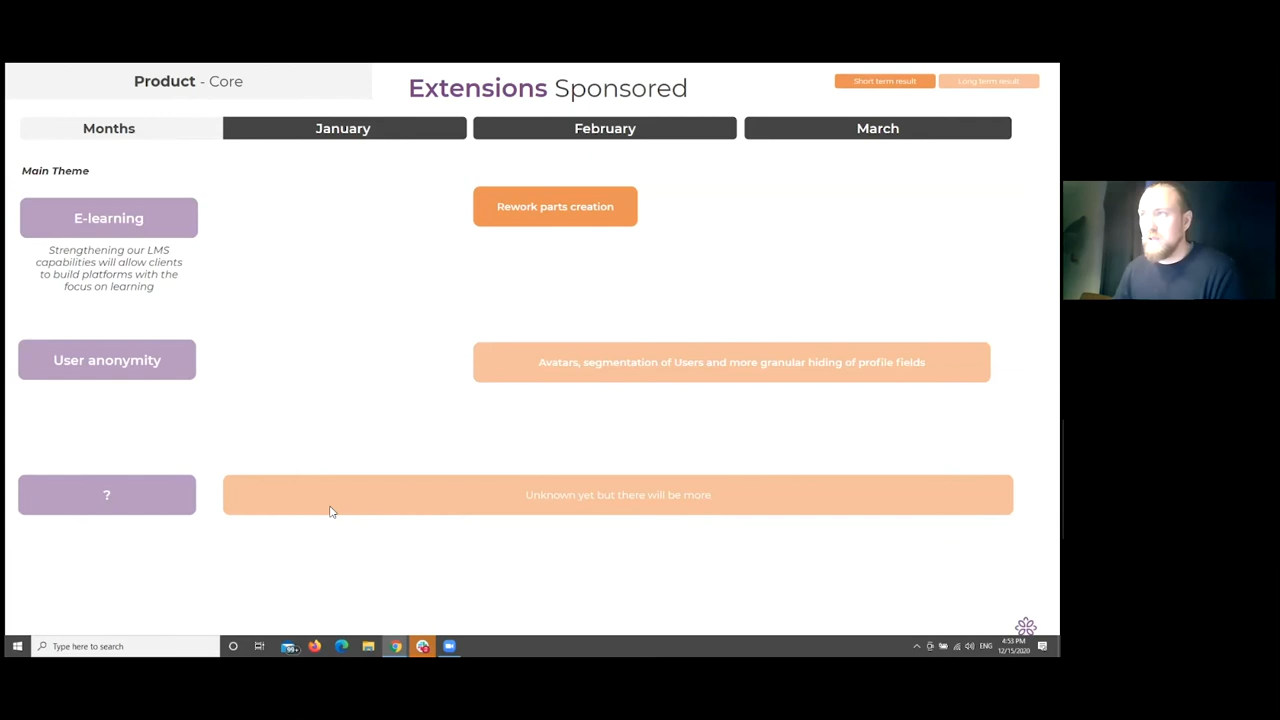 Product - Core
Extensions Sponsored
Short term result
Long term result
Months
January
February
March
Main Theme
E-learning
Rework parts creation
Strengthening our LMS
capabilities will allow clients
to build platforms with the
focus on learning
User anonymity
Avatars, segmentation of Users and more granular hiding of profile fields
?
Unknown yet but there will be more
Type here to search
99+
ENG
4:53 PM
12/15/2020